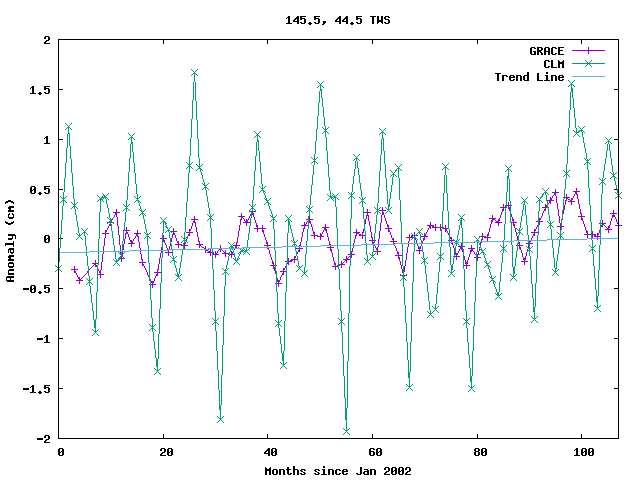 145.5, 44.5 TWS
GRACE
CLM
Trend Line
2
1.5
1
0.5
0
-0.5
-1
-1.5
-2
Anomaly (cm)
0 20 40 60 80 100
Months since Jan 2002